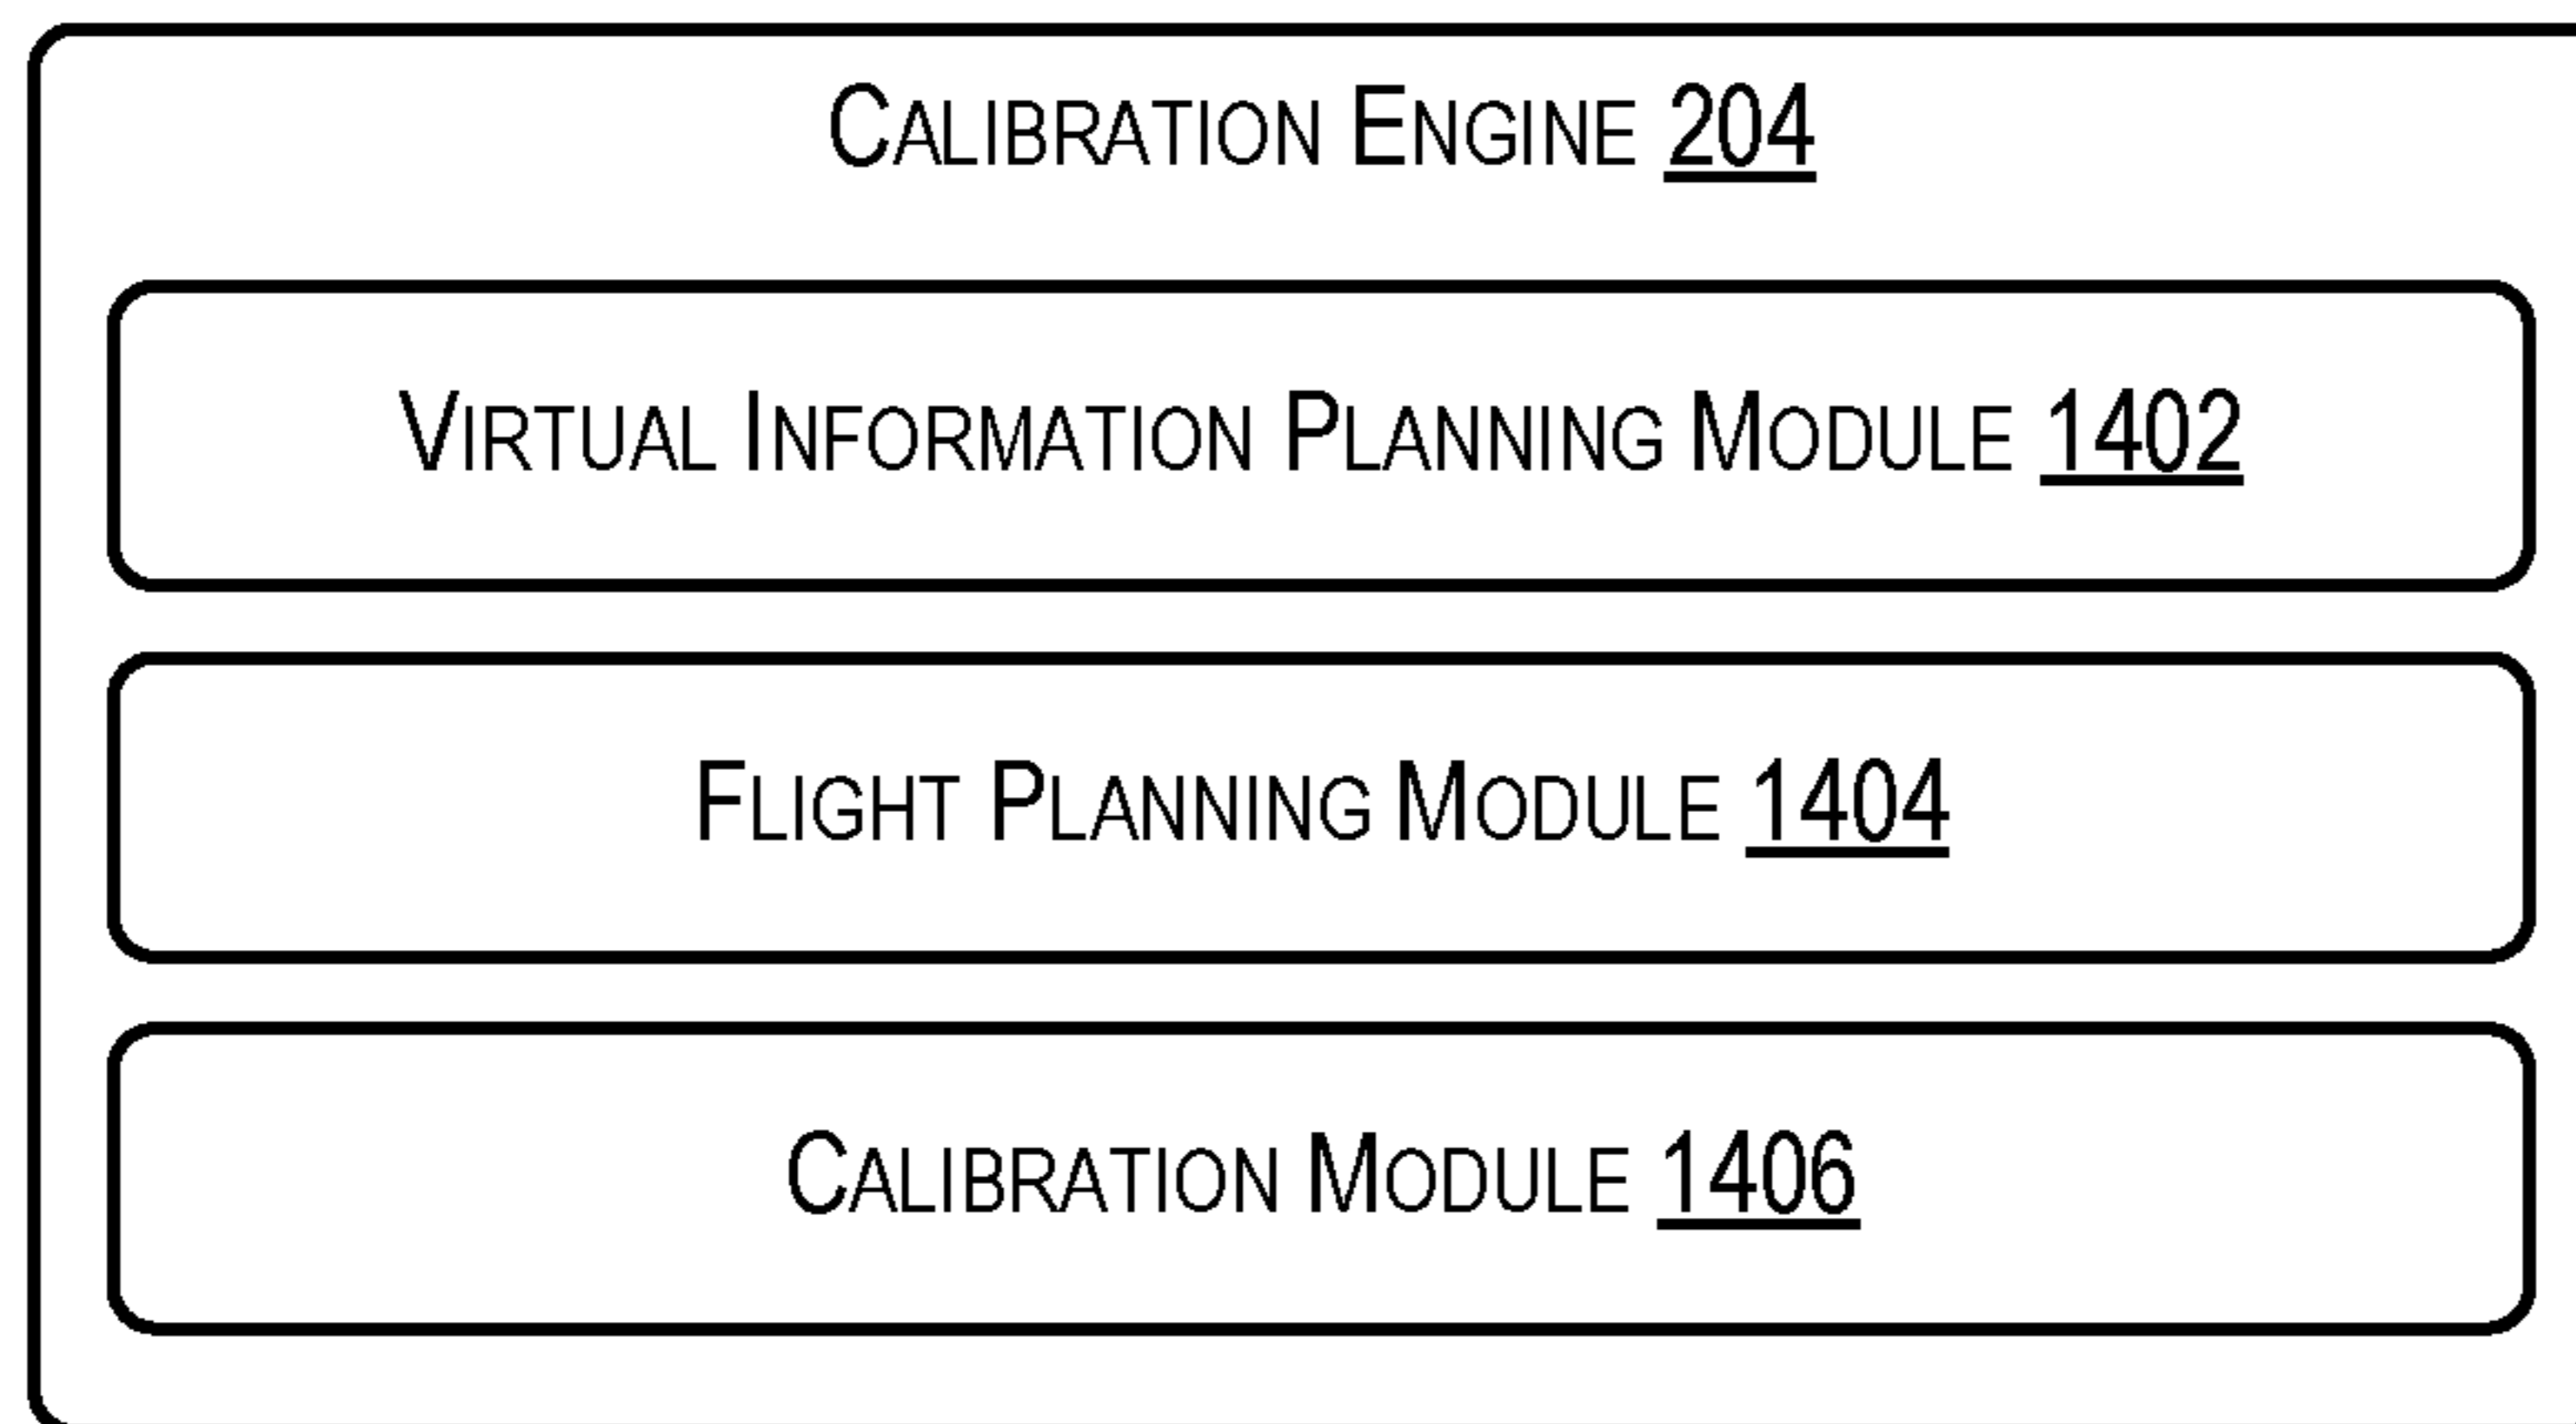 CALIBRATION ENGINE 204
VIRTUAL INFORMATION PLANNING MODULE 1402
FLIGHT PLANNING MODULE 1404
CALIBRATION MODULE 1406